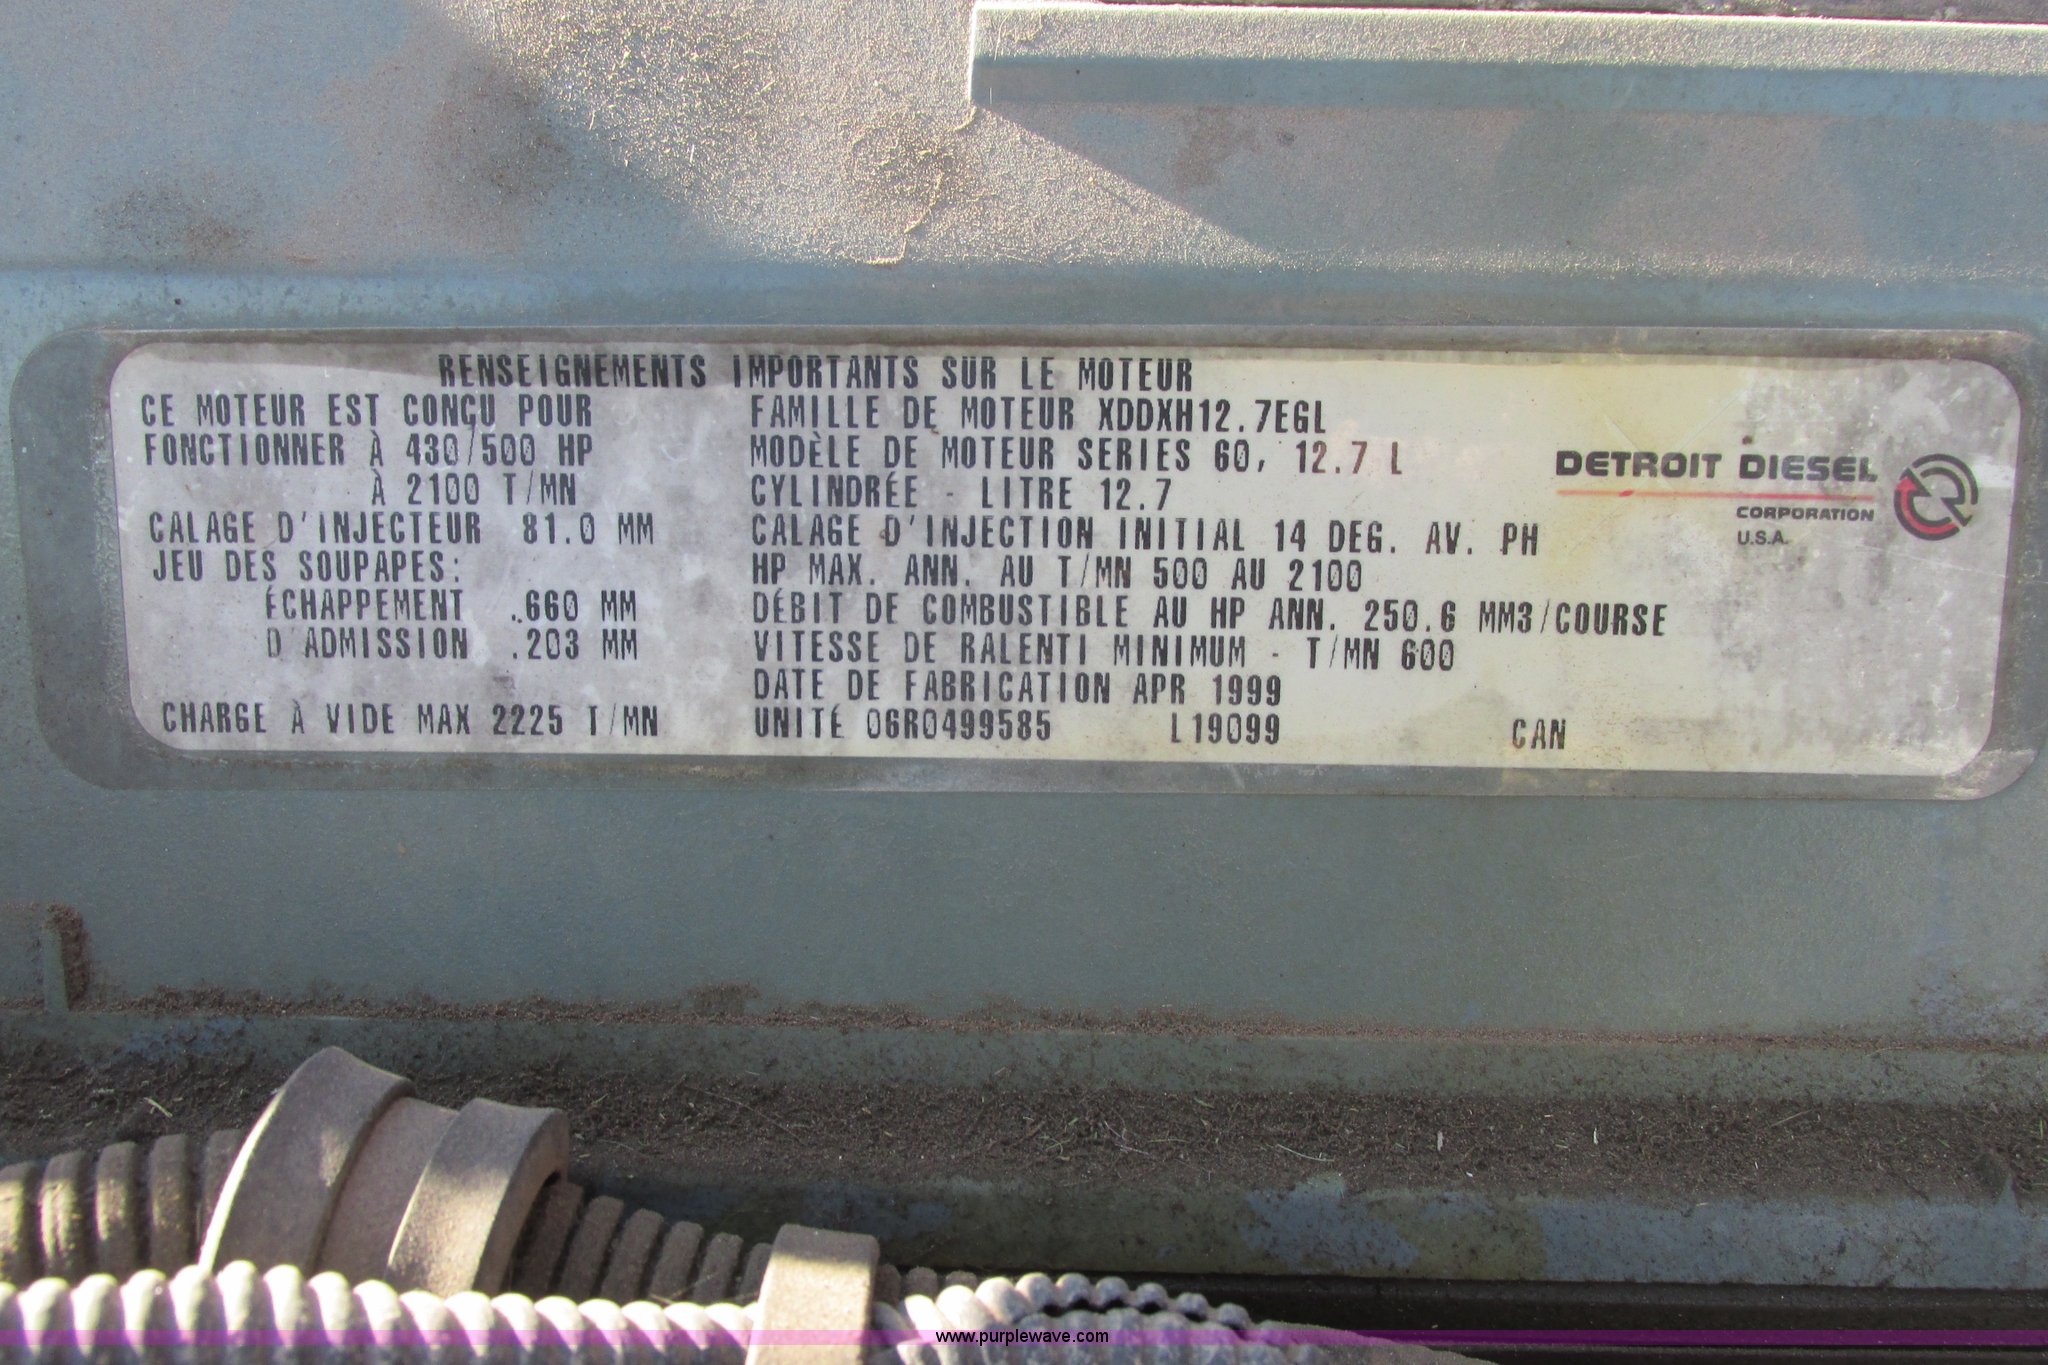 RENSEIGNEMENTS IMPORTANTS SUR LE MOTEUR
CE MOTEUR EST CONÇU POUR
FONCTIONNER À 430/500 HP
À 2100 T/MN
CALAGE D'INJECTEUR 81.0 MM
JEU DES SOUPAPES:
ÉCHAPPEMENT .660 MM
D'ADMISSION .203 MM
CHARGE À VIDE MAX 2225 T/MN
FAMILLE DE MOTEUR XDDXH12.7EGL
MODÈLE DE MOTEUR SERIES 60, 12.7 L
CYLINDRÉE - LITRE 12.7
CALAGE D'INJECTION INITIAL 14 DEG. AV. PH
HP MAX. ANN. AU T/MN 500 AU 2100
DÉBIT DE COMBUSTIBLE AU HP ANN. 250.6 MM3/COURSE
VITESSE DE RALENTI MINIMUM - T/MN 600
DATE DE FABRICATION APR 1999
UNITÉ 06R0499585 L19099 CAN
DETROIT DIESEL
CORPORATION
U.S.A.
www.purplewave.com